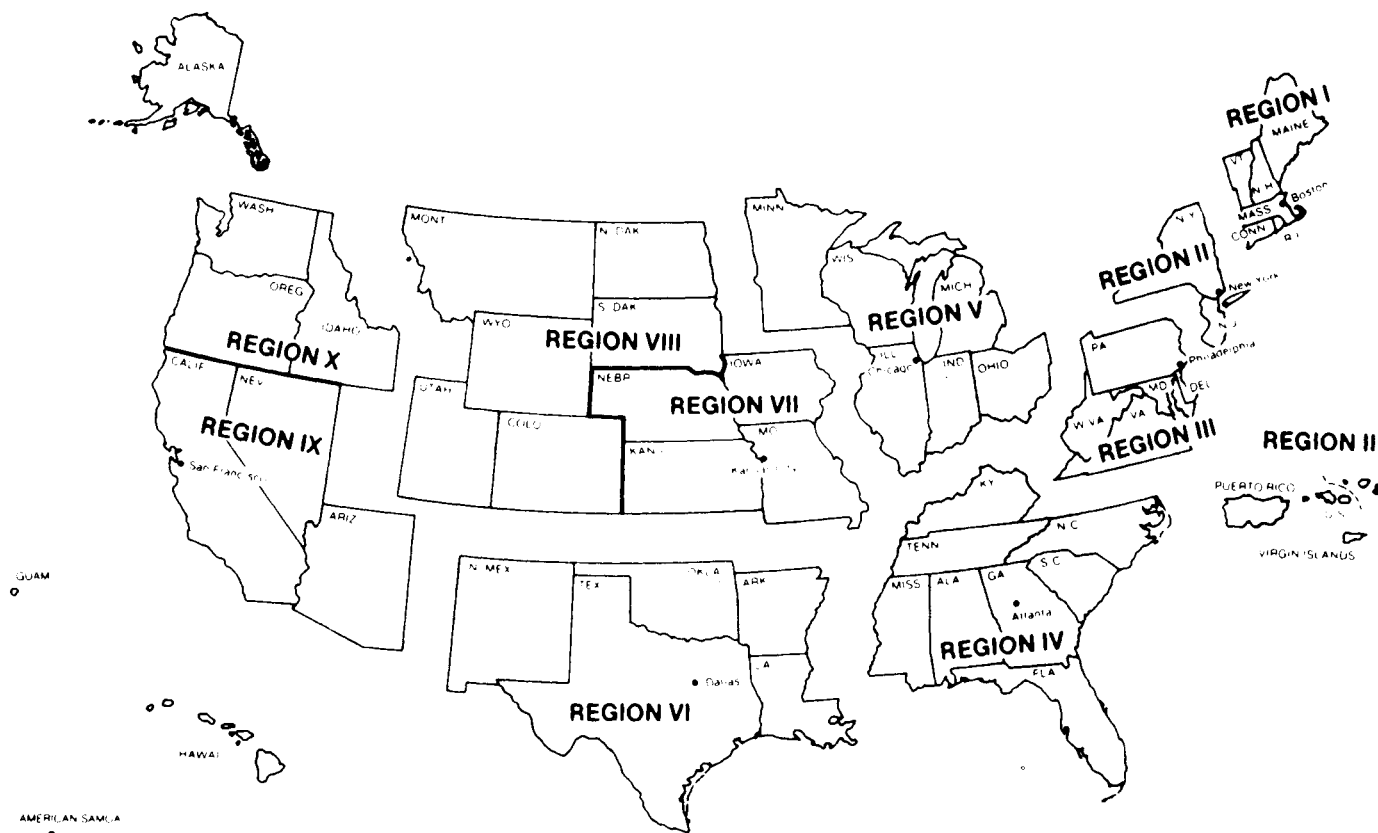 ALASKA
REGION I
MAINE
VT
N.H.
Boston
MASS
CONN
R.I.
N.Y.
REGION II
New York
N.J.
WASH
MONT
N. DAK
MINN
WIS
MICH
OREG
IDAHO
S. DAK
WYO
REGION X
REGION VIII
REGION V
PA
Philadelphia
CALIF
NEV
UTAH
NEBR
IOWA
ILL
Chicago
IND
OHIO
MD
DEL
REGION IX
COLO
REGION VII
W.VA
VA
REGION III
REGION II
San Francisco
KANS
Kansas City
MO
KY
PUERTO RICO
U.S.
VIRGIN ISLANDS
ARIZ
TENN
N.C.
S.C.
GUAM
N. MEX
TEX
OKLA
ARK
MISS
ALA
GA
Atlanta
LA
REGION IV
FLA
Dallas
REGION VI
HAWAI
AMERICAN SAMOA